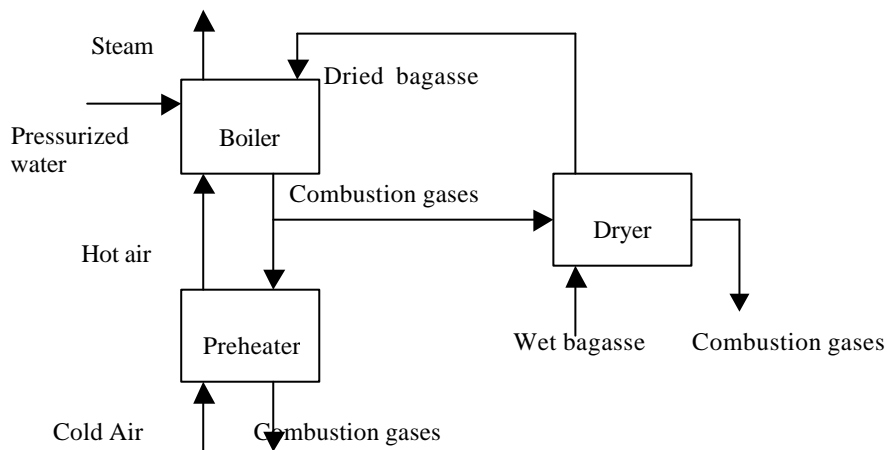 Steam
Dried bagasse
Pressurized
water
Boiler
Combustion gases
Hot air
Dryer
Preheater
Wet bagasse
Combustion gases
Cold Air
Combustion gases